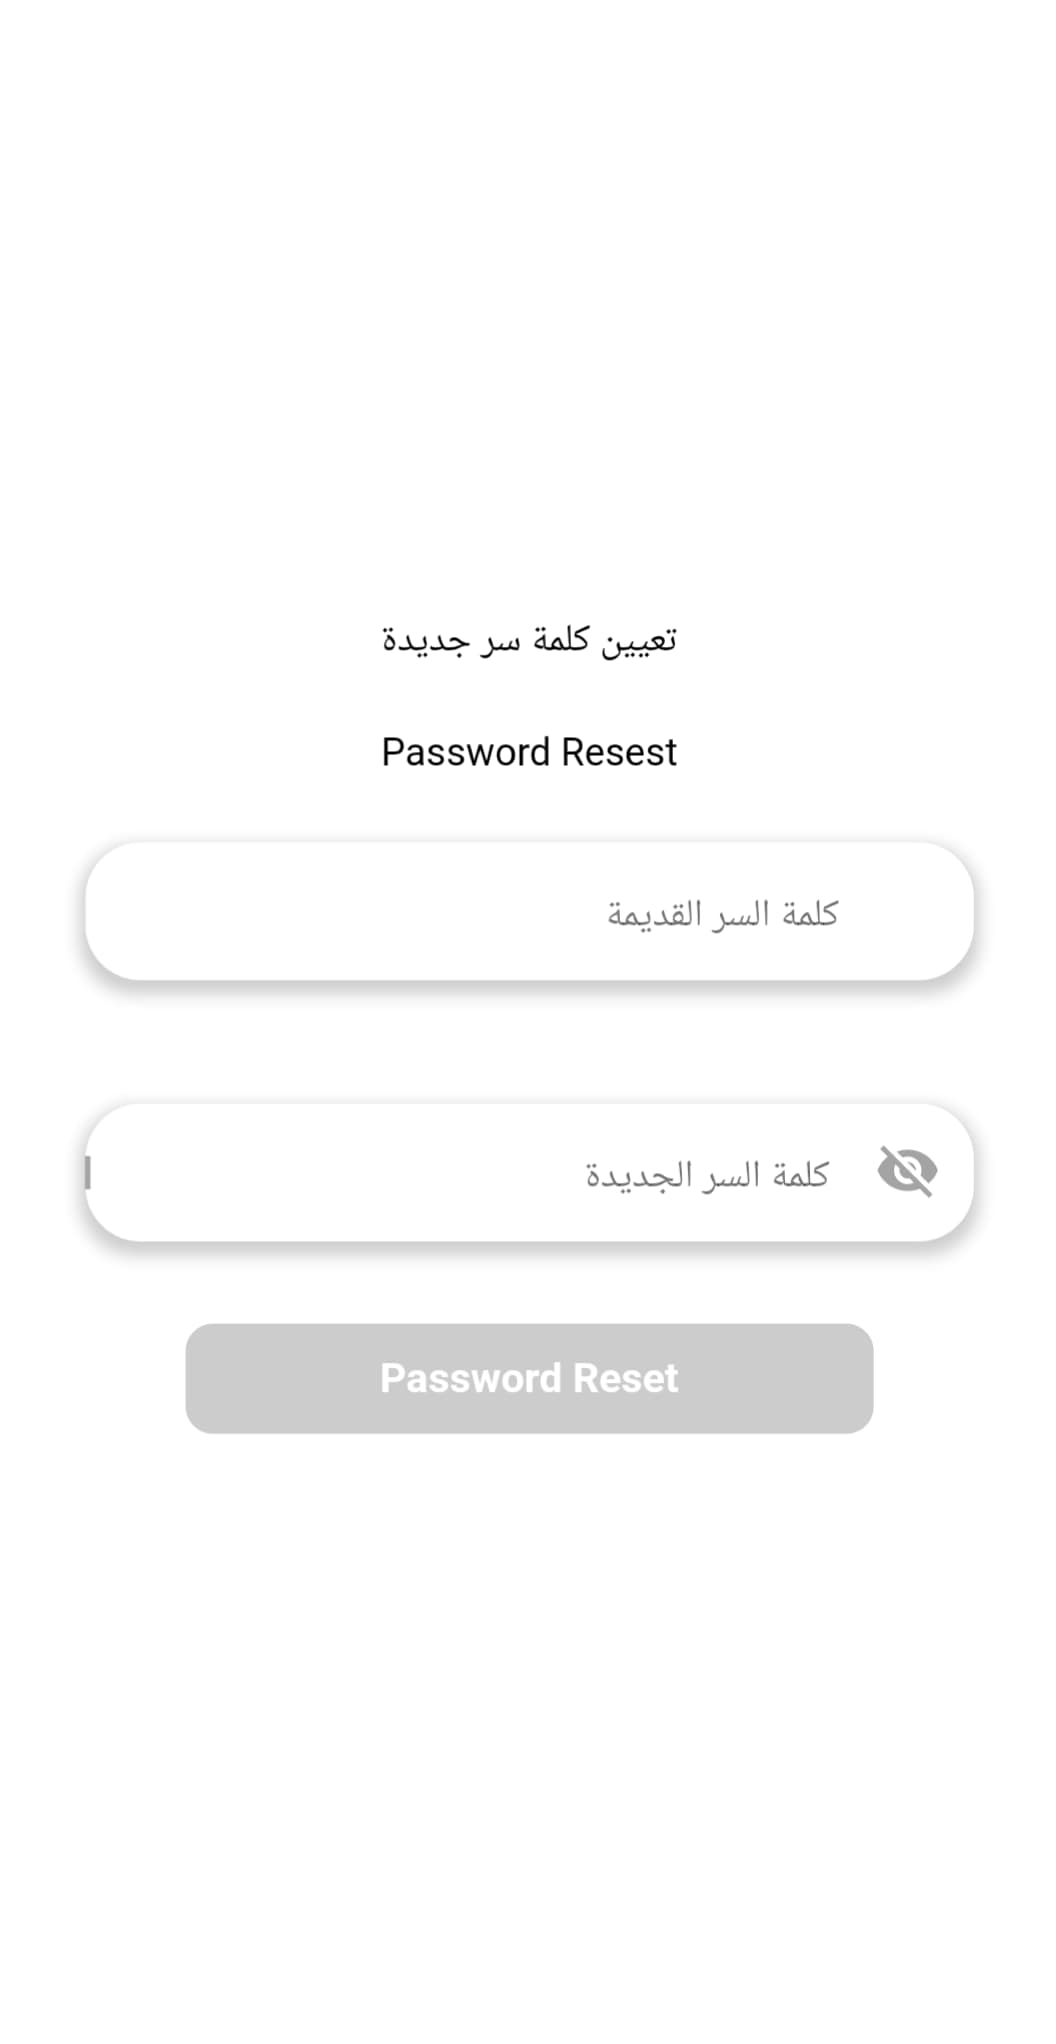 تعيين كلمة سر جديدة
Password Resest
كلمة السر القديمة
كلمة السر الجديدة
Password Reset